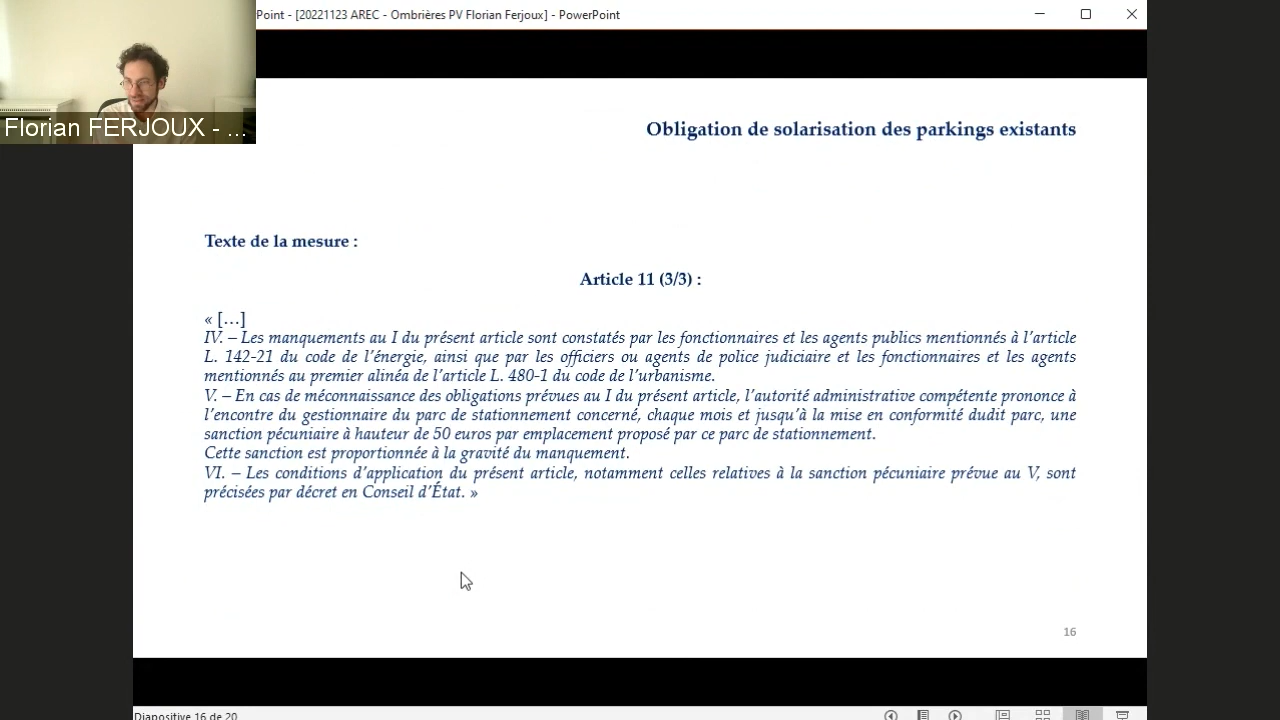 Point - [20221123 AREC - Ombrières PV Florian Ferjoux] - PowerPoint
Florian FERJOUX - ...
Obligation de solarisation des parkings existants
Texte de la mesure :
Article 11 (3/3) :
« […]
IV. – Les manquements au I du présent article sont constatés par les fonctionnaires et les agents publics mentionnés à l’article
L. 142-21 du code de l’énergie, ainsi que par les officiers ou agents de police judiciaire et les fonctionnaires et les agents
mentionnés au premier alinéa de l’article L. 480-1 du code de l’urbanisme.
V. – En cas de méconnaissance des obligations prévues au I du présent article, l’autorité administrative compétente prononce à
l’encontre du gestionnaire du parc de stationnement concerné, chaque mois et jusqu’à la mise en conformité dudit parc, une
sanction pécuniaire à hauteur de 50 euros par emplacement proposé par ce parc de stationnement.
Cette sanction est proportionnée à la gravité du manquement.
VI. – Les conditions d’application du présent article, notamment celles relatives à la sanction pécuniaire prévue au V, sont
précisées par décret en Conseil d’État. »
16
Diapositive 16 de 20